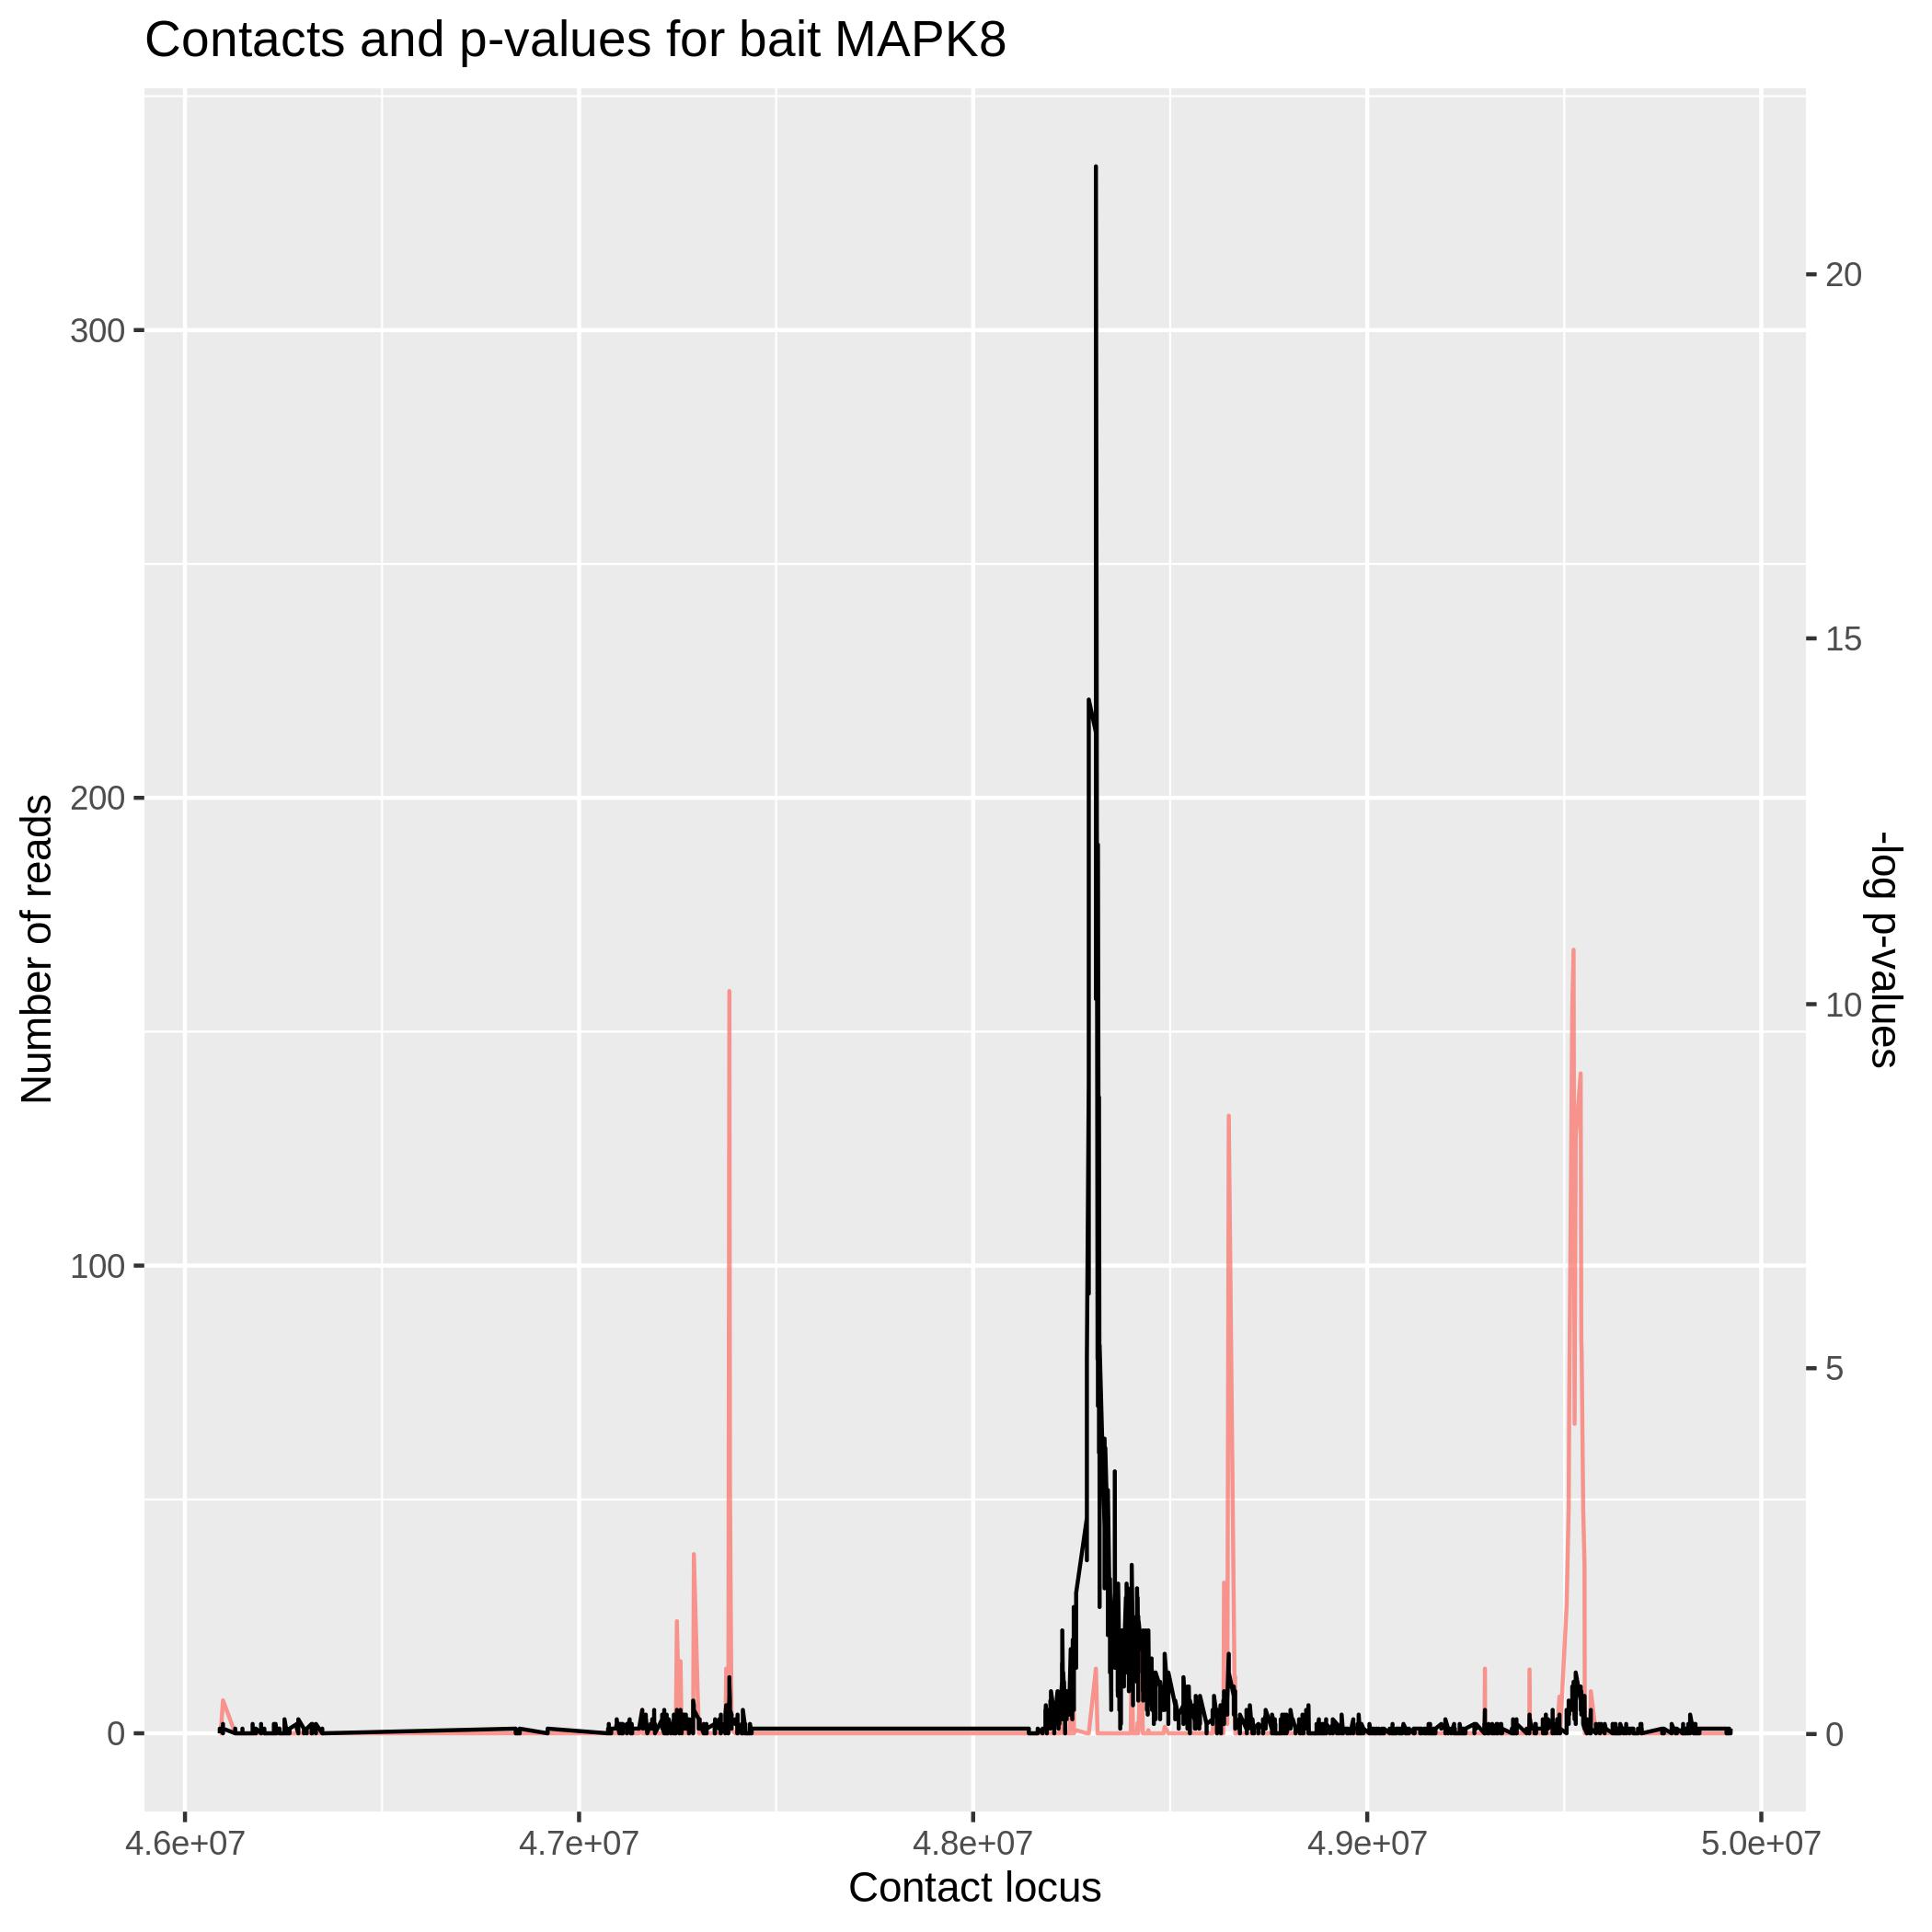 Contacts and p-values for bait MAPK8
Number of reads
300
200
100
0
20
15
10
5
0
-log p-values
4.6e+07
4.7e+07
4.8e+07
4.9e+07
5.0e+07
Contact locus